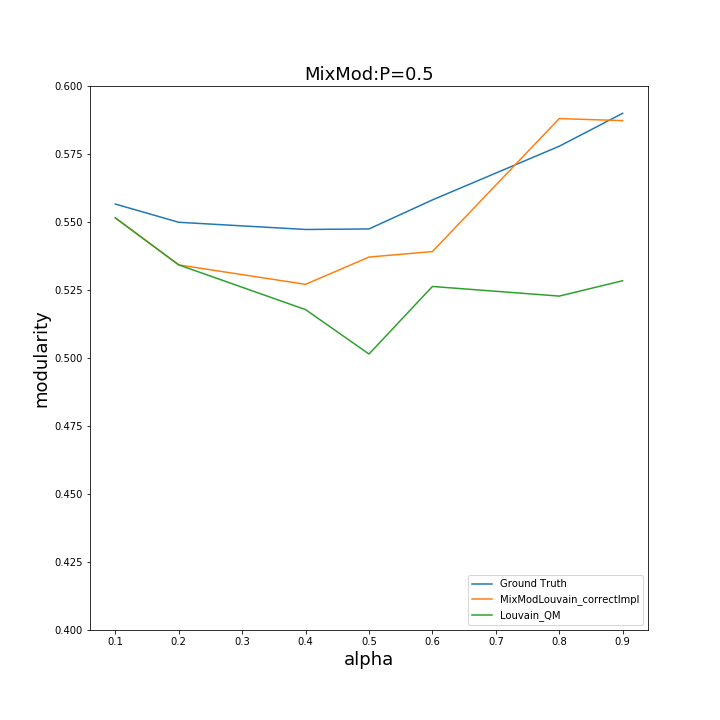 MixMod:P=0.5
modularity
0.600
0.575
0.550
0.525
0.500
0.475
0.450
0.425
0.400
0.1 0.2 0.3 0.4 0.5 0.6 0.7 0.8 0.9
alpha
Ground Truth
MixModLouvain_correctImpl
Louvain_QM